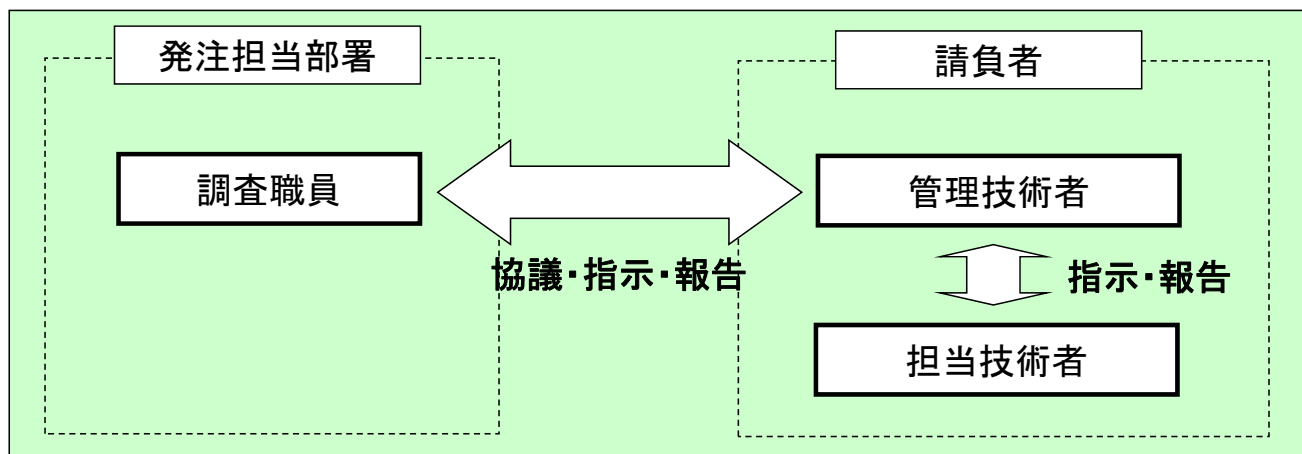 発注担当部署
請負者
調査職員
管理技術者
協議・指示・報告
指示・報告
担当技術者